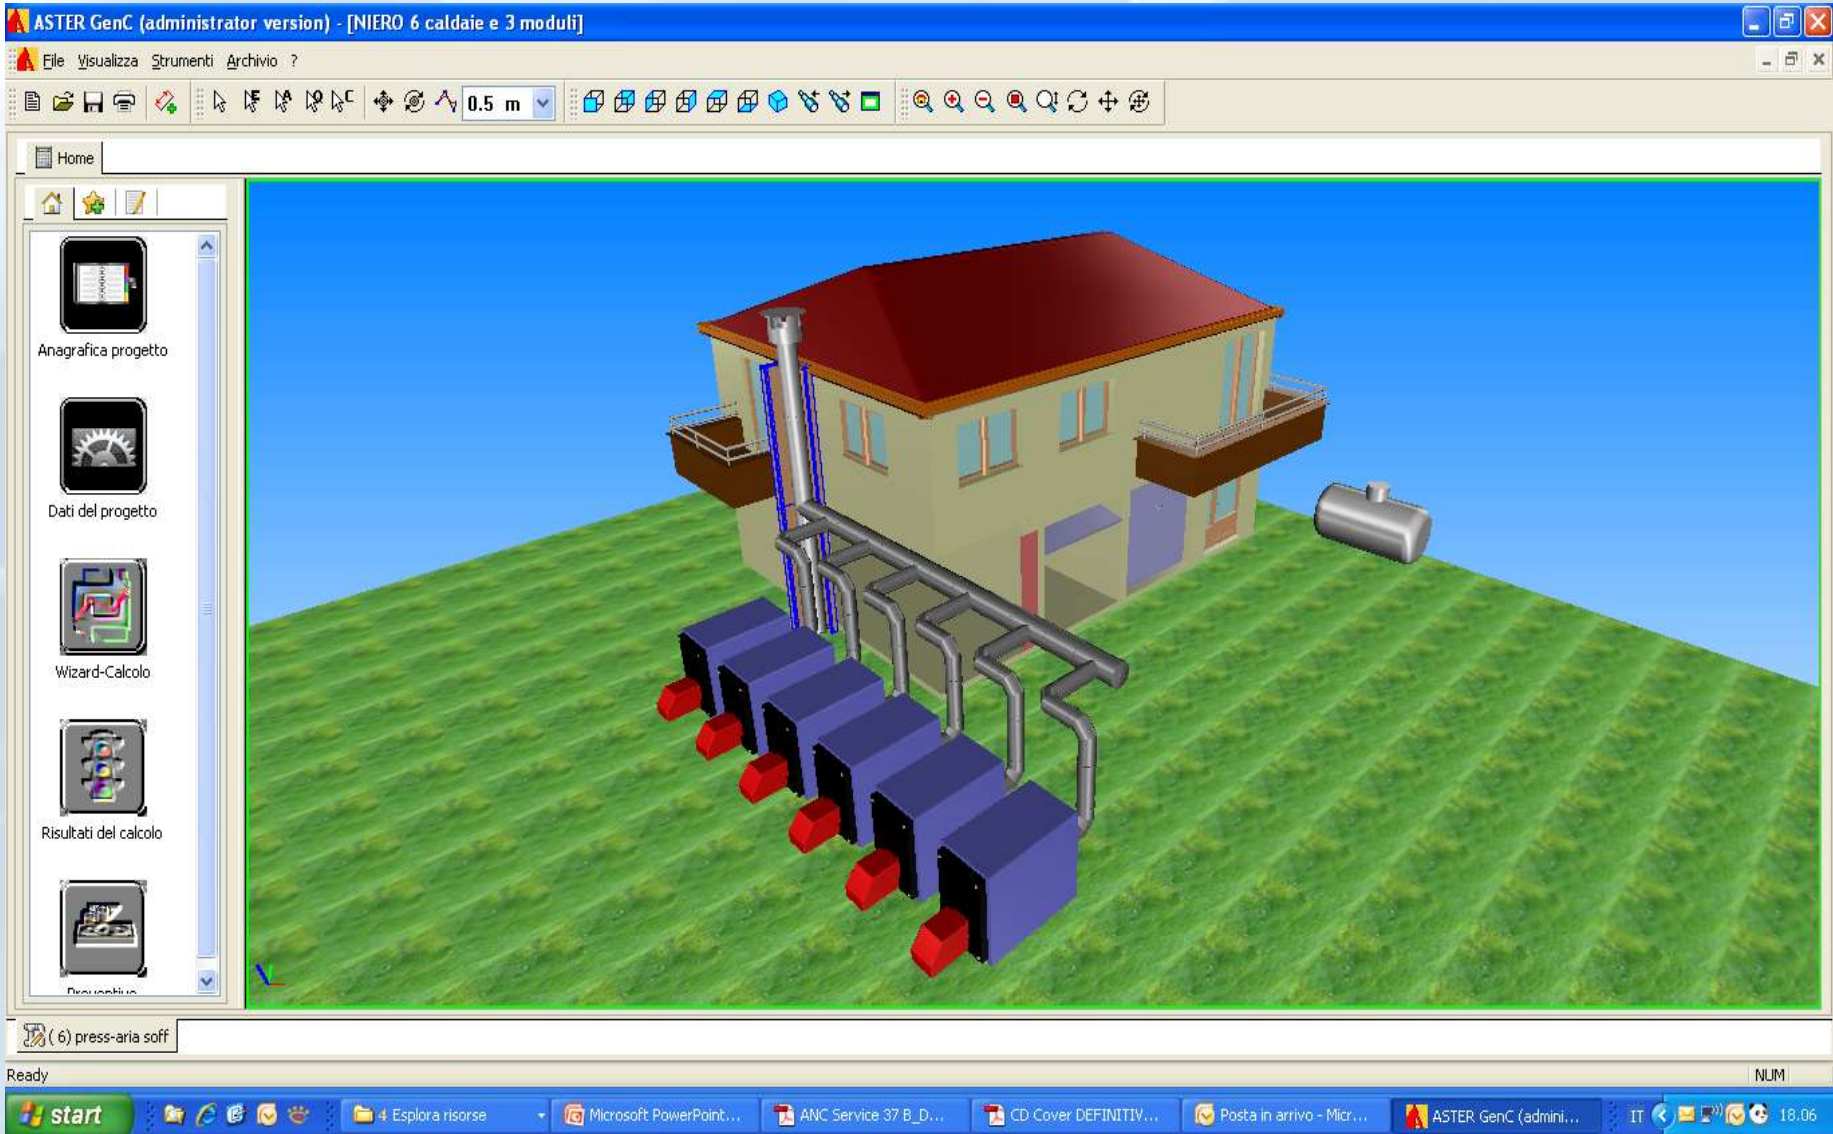 ASTER GenC (administrator version) - [NIERO 6 caldaie e 3 moduli]
File Visualizza Strumenti Archivio ?
E A Q C 0.5 m
Home
Anagrafica progetto
Dati del progetto
Wizard-Calcolo
Risultati del calcolo
Preventivo
( 6) press-aria soff
Ready NUM
start 4 Esplora risorse Microsoft PowerPoint... ANC Service 37 B_D... CD Cover DEFINITIV... Posta in arrivo - Micr... ASTER GenC (admini... IT 18.06